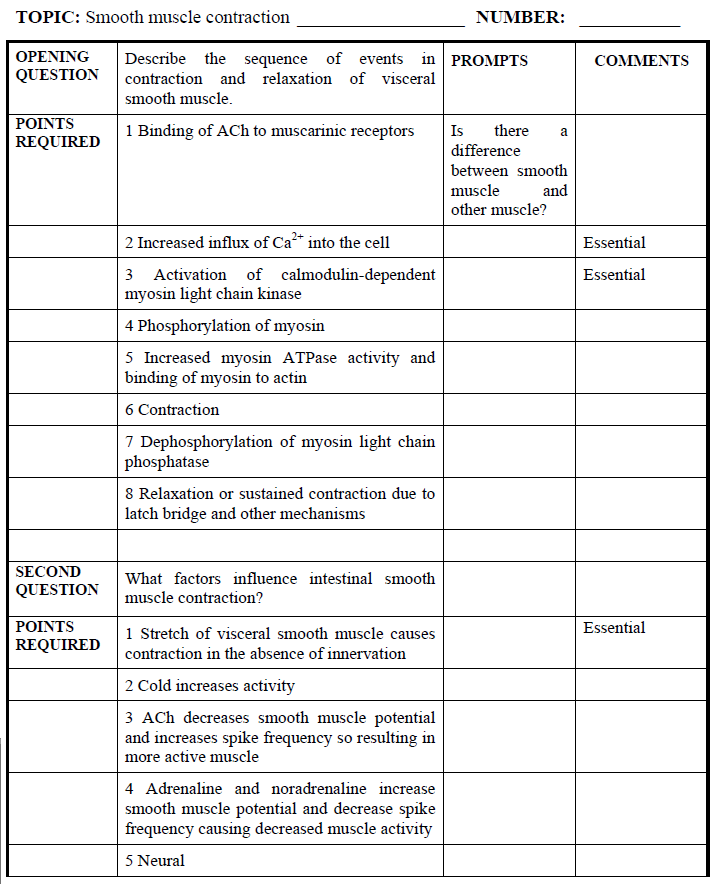 TOPIC: Smooth muscle contraction ____________________ NUMBER: ____________
OPENING QUESTION
Describe the sequence of events in
contraction and relaxation of visceral
smooth muscle.
PROMPTS
COMMENTS
POINTS
REQUIRED
1 Binding of ACh to muscarinic receptors
Is there a
difference
between smooth
muscle and
other muscle?
2 Increased influx of Ca2+ into the cell
Essential
3 Activation of calmodulin-dependent
myosin light chain kinase
Essential
4 Phosphorylation of myosin
5 Increased myosin ATPase activity and
binding of myosin to actin
6 Contraction
7 Dephosphorylation of myosin light chain
phosphatase
8 Relaxation or sustained contraction due to
latch bridge and other mechanisms
SECOND
QUESTION
What factors influence intestinal smooth
muscle contraction?
POINTS
REQUIRED
1 Stretch of visceral smooth muscle causes
contraction in the absence of innervation
Essential
2 Cold increases activity
3 ACh decreases smooth muscle potential
and increases spike frequency so resulting in
more active muscle
4 Adrenaline and noradrenaline increase
smooth muscle potential and decrease spike
frequency causing decreased muscle activity
5 Neural